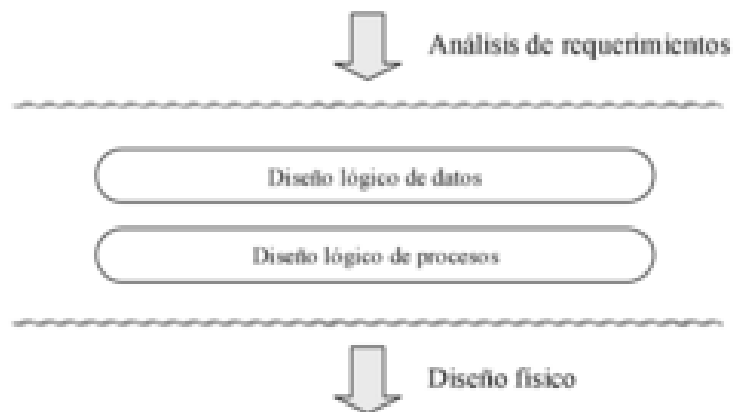 Análisis de requerimientos
Diseño lógico de datos
Diseño lógico de procesos
Diseño físico